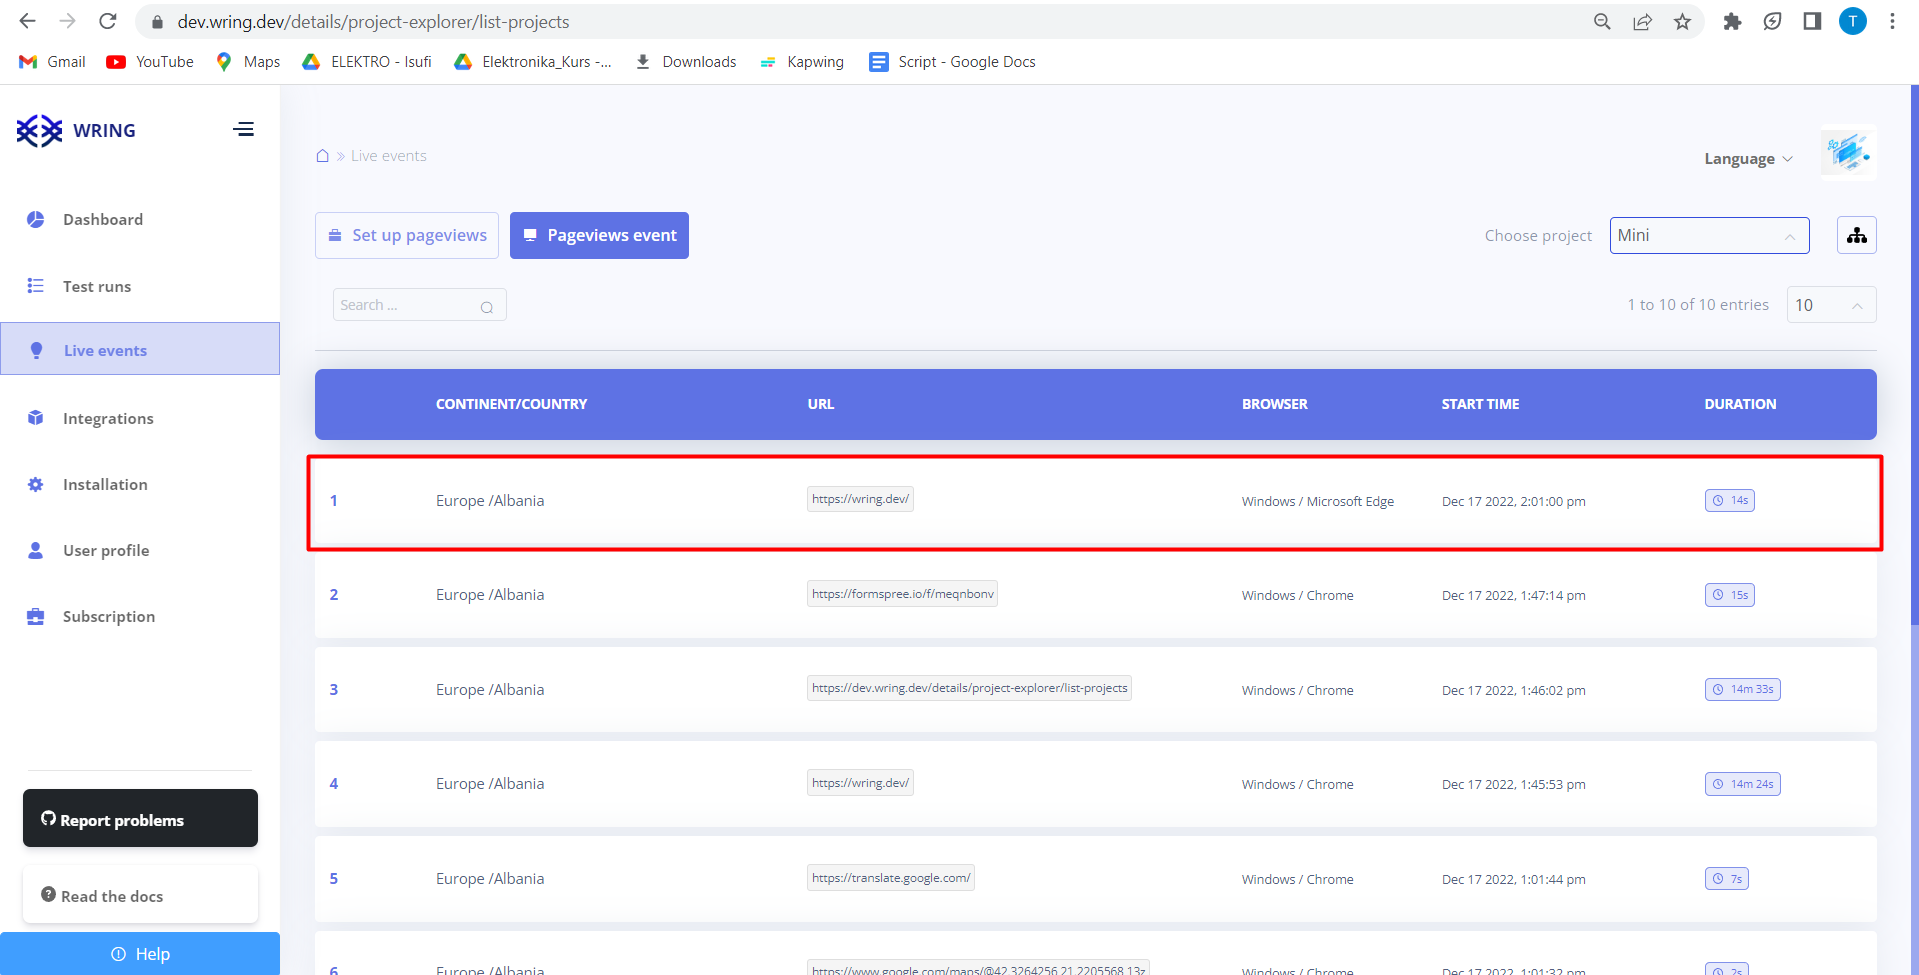 dev.wring.dev/details/project-explorer/list-projects
T
Gmail YouTube Maps ELEKTRO - Isufi Elektronika_Kurs -... Downloads Kapwing Script - Google Docs
WRING
Dashboard
Test runs
Live events
Integrations
Installation
User profile
Subscription
Report problems
Read the docs
Help
» Live events
Language
Set up pageviews Pageviews event
Choose project Mini
Search ...
1 to 10 of 10 entries 10
CONTINENT/COUNTRY URL BROWSER START TIME DURATION
1 Europe /Albania https://wring.dev/ Windows / Microsoft Edge Dec 17 2022, 2:01:00 pm 14s
2 Europe /Albania https://formspree.io/f/meqnbonv Windows / Chrome Dec 17 2022, 1:47:14 pm 15s
3 Europe /Albania https://dev.wring.dev/details/project-explorer/list-projects Windows / Chrome Dec 17 2022, 1:46:02 pm 14m 33s
4 Europe /Albania https://wring.dev/ Windows / Chrome Dec 17 2022, 1:45:53 pm 14m 24s
5 Europe /Albania https://translate.google.com/ Windows / Chrome Dec 17 2022, 1:01:44 pm 7s
6 Europe /Albania https://www.google.com/maps/@42.3264256,21.2205568,13z Windows / Chrome Dec 17 2022, 1:01:32 pm 2s